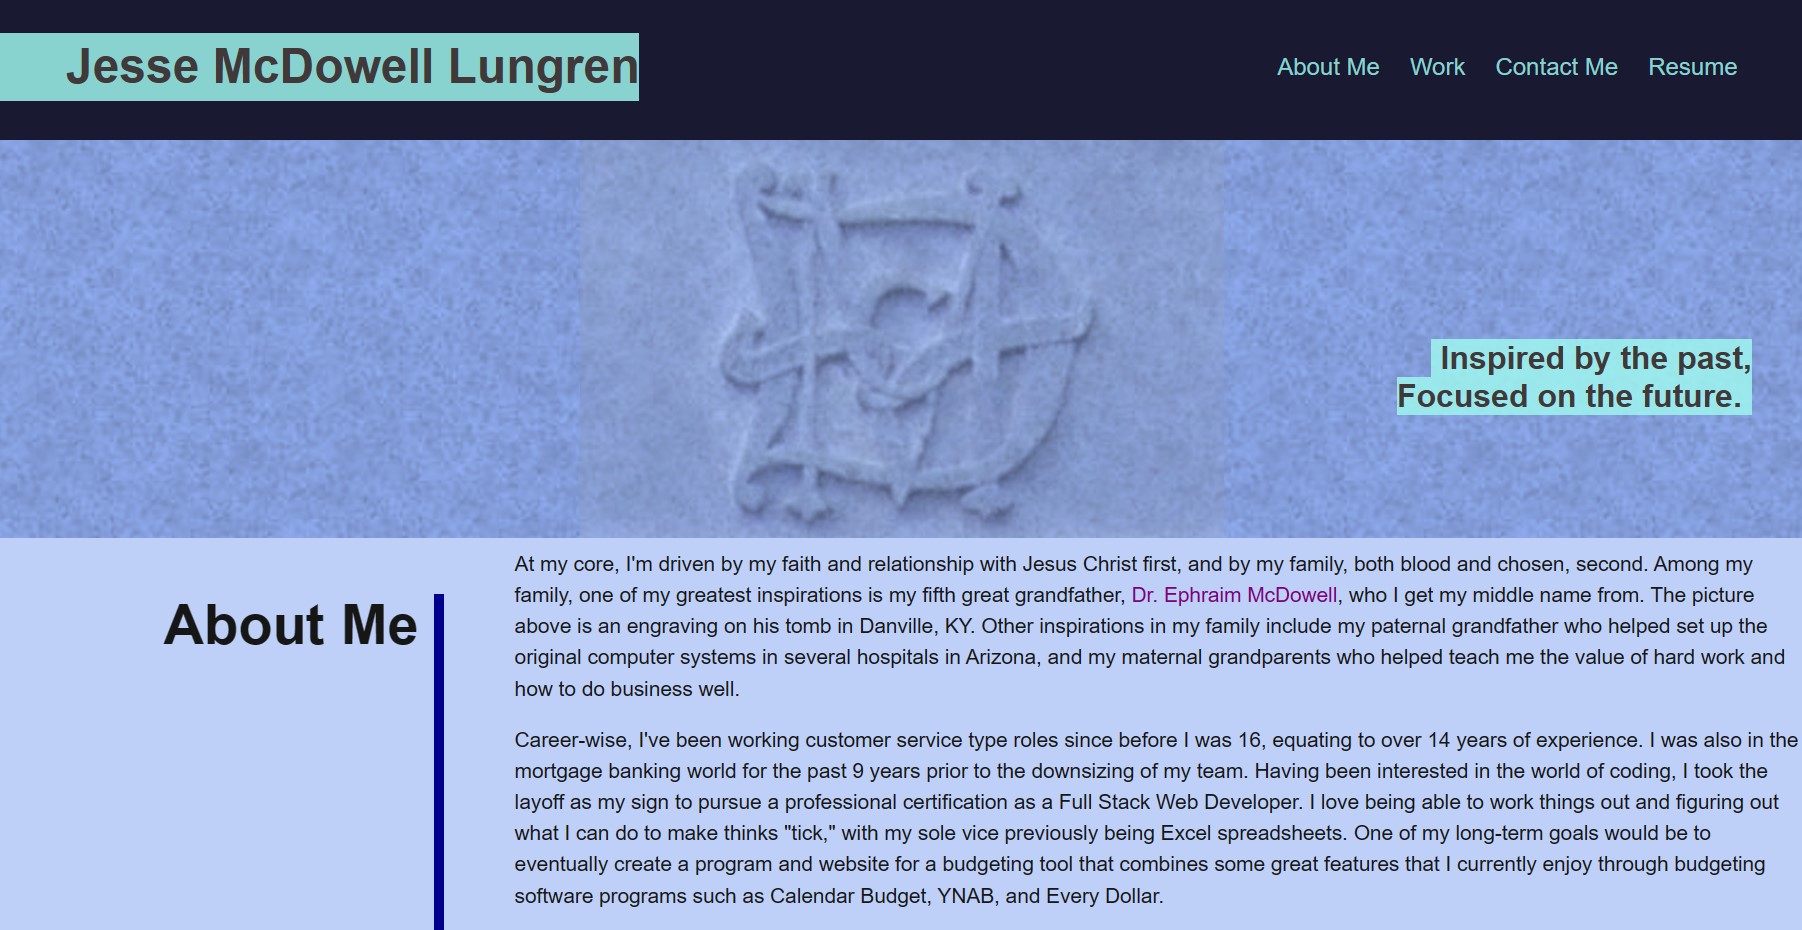 Jesse McDowell Lungren
About Me Work Contact Me Resume
Inspired by the past,
Focused on the future.
About Me
At my core, I'm driven by my faith and relationship with Jesus Christ first, and by my family, both blood and chosen, second. Among my
family, one of my greatest inspirations is my fifth great grandfather, Dr. Ephraim McDowell, who I get my middle name from. The picture
above is an engraving on his tomb in Danville, KY. Other inspirations in my family include my paternal grandfather who helped set up the
original computer systems in several hospitals in Arizona, and my maternal grandparents who helped teach me the value of hard work and
how to do business well.
Career-wise, I've been working customer service type roles since before I was 16, equating to over 14 years of experience. I was also in the
mortgage banking world for the past 9 years prior to the downsizing of my team. Having been interested in the world of coding, I took the
layoff as my sign to pursue a professional certification as a Full Stack Web Developer. I love being able to work things out and figuring out
what I can do to make thinks "tick," with my sole vice previously being Excel spreadsheets. One of my long-term goals would be to
eventually create a program and website for a budgeting tool that combines some great features that I currently enjoy through budgeting
software programs such as Calendar Budget, YNAB, and Every Dollar.